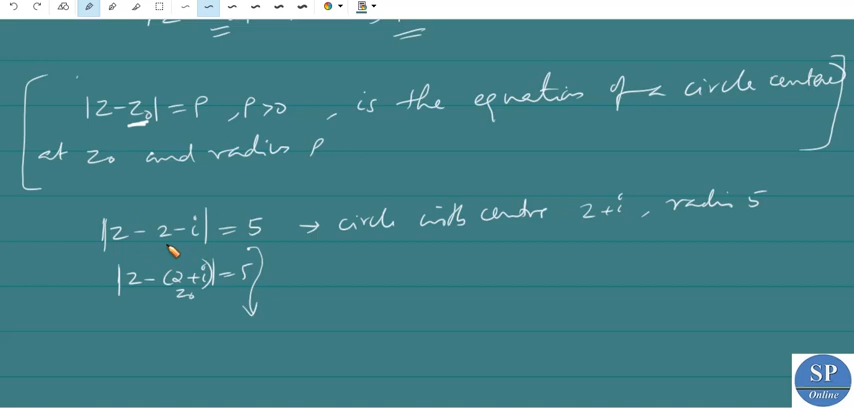 |z - z₀| = ρ , ρ > 0 , is the equation of a circle centre
at z₀ and radius ρ
|z - 2 - i| = 5 → circle with centre 2 + i , radius 5
|z - (2 + i)| = 5
z₀
SP
Online